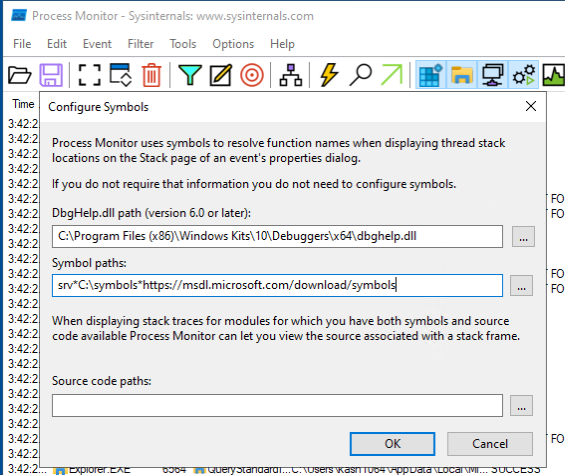 Process Monitor - Sysinternals: www.sysinternals.com
File Edit Event Filter Tools Options Help
Time
Configure Symbols
3:42:2
Process Monitor uses symbols to resolve function names when displaying thread stack
locations on the Stack page of an event's properties dialog.
3:42:2
3:42:2
3:42:2
If you do not require that information you do not need to configure symbols.
3:42:2
FO
DbgHelp.dll path (version 6.0 or later):
3:42:2
FO
C:\Program Files (x86)\Windows Kits\10\Debuggers\x64\dbghelp.dll
...
3:42:2
3:42:2
Symbol paths:
3:42:2
FO
srv*C:\symbols*https://msdl.microsoft.com/download/symbols
...
3:42:2
FO
3:42:2
When displaying stack traces for modules for which you have both symbols and source
code available Process Monitor can let you view the source associated with a stack frame.
3:42:2
3:42:2
3:42:2
Source code paths:
3:42:2
3:42:2
...
3:42:2
3:42:2
FO
OK
Cancel
3:42:2
3:42:2... Explorer.EXE 6564 QueryStandardI...C:\Users\Kash1064\AppData\Local\Mi... SUCCESS